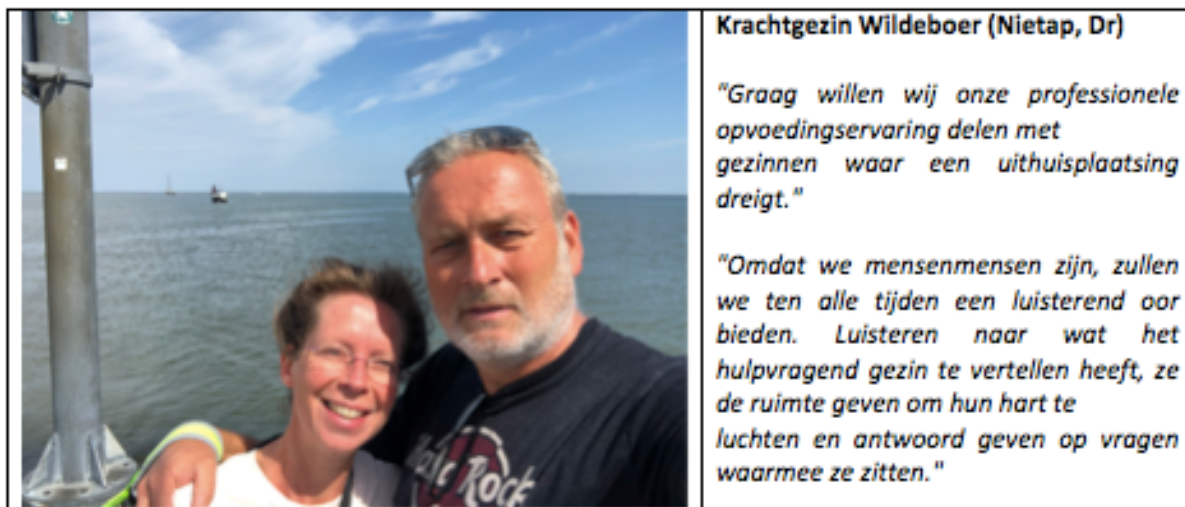 Krachtgezin Wildeboer (Nietap, Dr)
"Graag willen wij onze professionele
opvoedingservaring delen met
gezinnen waar een uithuisplaatsing
dreigt."
"Omdat we mensenmensen zijn, zullen
we ten alle tijden een luisterend oor
bieden. Luisteren naar wat het
hulpvragend gezin te vertellen heeft, ze
de ruimte geven om hun hart te
luchten en antwoord geven op vragen
waarmee ze zitten."
Rock